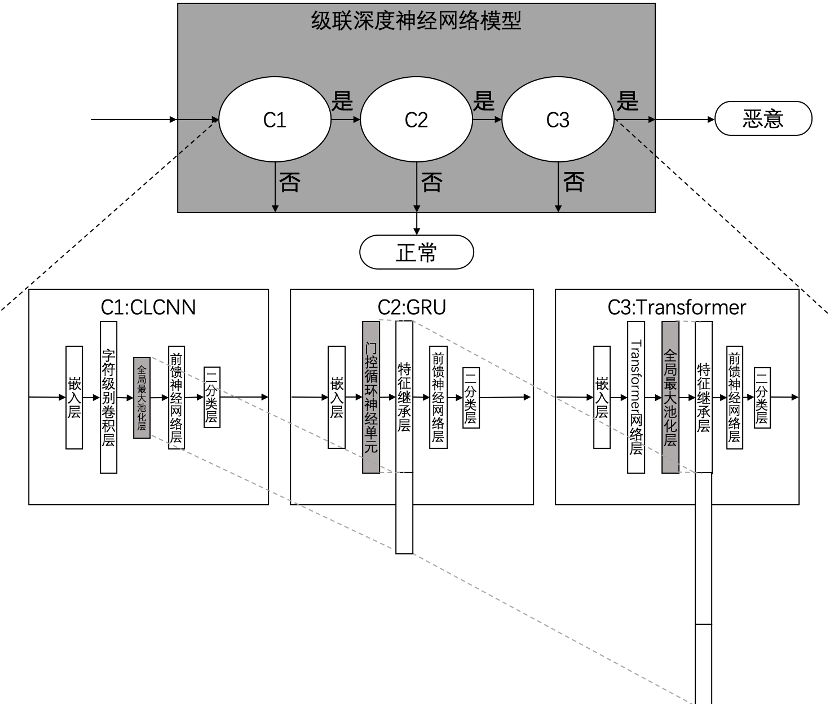 级联深度神经网络模型
C1
是
C2
是
C3
是
恶意
否
否
否
正常
C1:CLCNN
嵌入层
字符级别卷积层
全局最大池化层
前馈神经网络层
二分类层
C2:GRU
嵌入层
门控循环神经单元
特征继承层
前馈神经网络层
二分类层
C3:Transformer
嵌入层
Transformer网络层
全局最大池化层
特征继承层
前馈神经网络层
二分类层